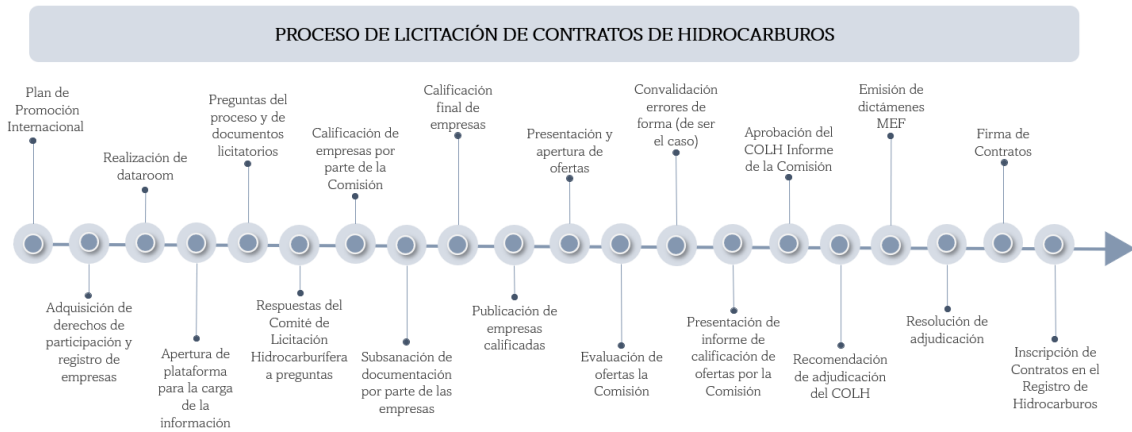 PROCESO DE LICITACIÓN DE CONTRATOS DE HIDROCARBUROS
Plan de
Promoción
Internacional
Adquisición de
derechos de
participación y
registro de
empresas
Realización de
dataroom
Apertura de
plataforma
para la carga
de la
información
Preguntas del
proceso y de
documentos
licitatorios
Respuestas del
Comité de
Licitación
Hidrocarburífera
a preguntas
Calificación de
empresas por
parte de la
Comisión
Subsanación de
documentación
por parte de las
empresas
Calificación
final de
empresas
Publicación de
empresas
calificadas
Presentación y
apertura de
ofertas
Evaluación de
ofertas la
Comisión
Convalidación
errores de
forma (de ser
el caso)
Presentación de
informe de
calificación de
ofertas por la
Comisión
Aprobación del
COLH Informe
de la Comisión
Recomendación
de adjudicación
del COLH
Emisión de
dictámenes
MEF
Resolución de
adjudicación
Firma de
Contratos
Inscripción de
Contratos en el
Registro de
Hidrocarburos